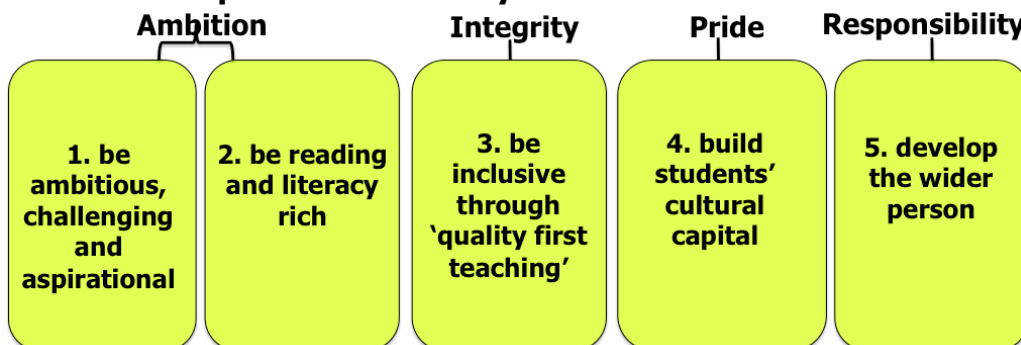 Ambition
Integrity
Pride
Responsibility
1. be
ambitious,
challenging
and
aspirational
2. be reading
and literacy
rich
3. be
inclusive
through
‘quality first
teaching’
4. build
students’
cultural
capital
5. develop
the wider
person